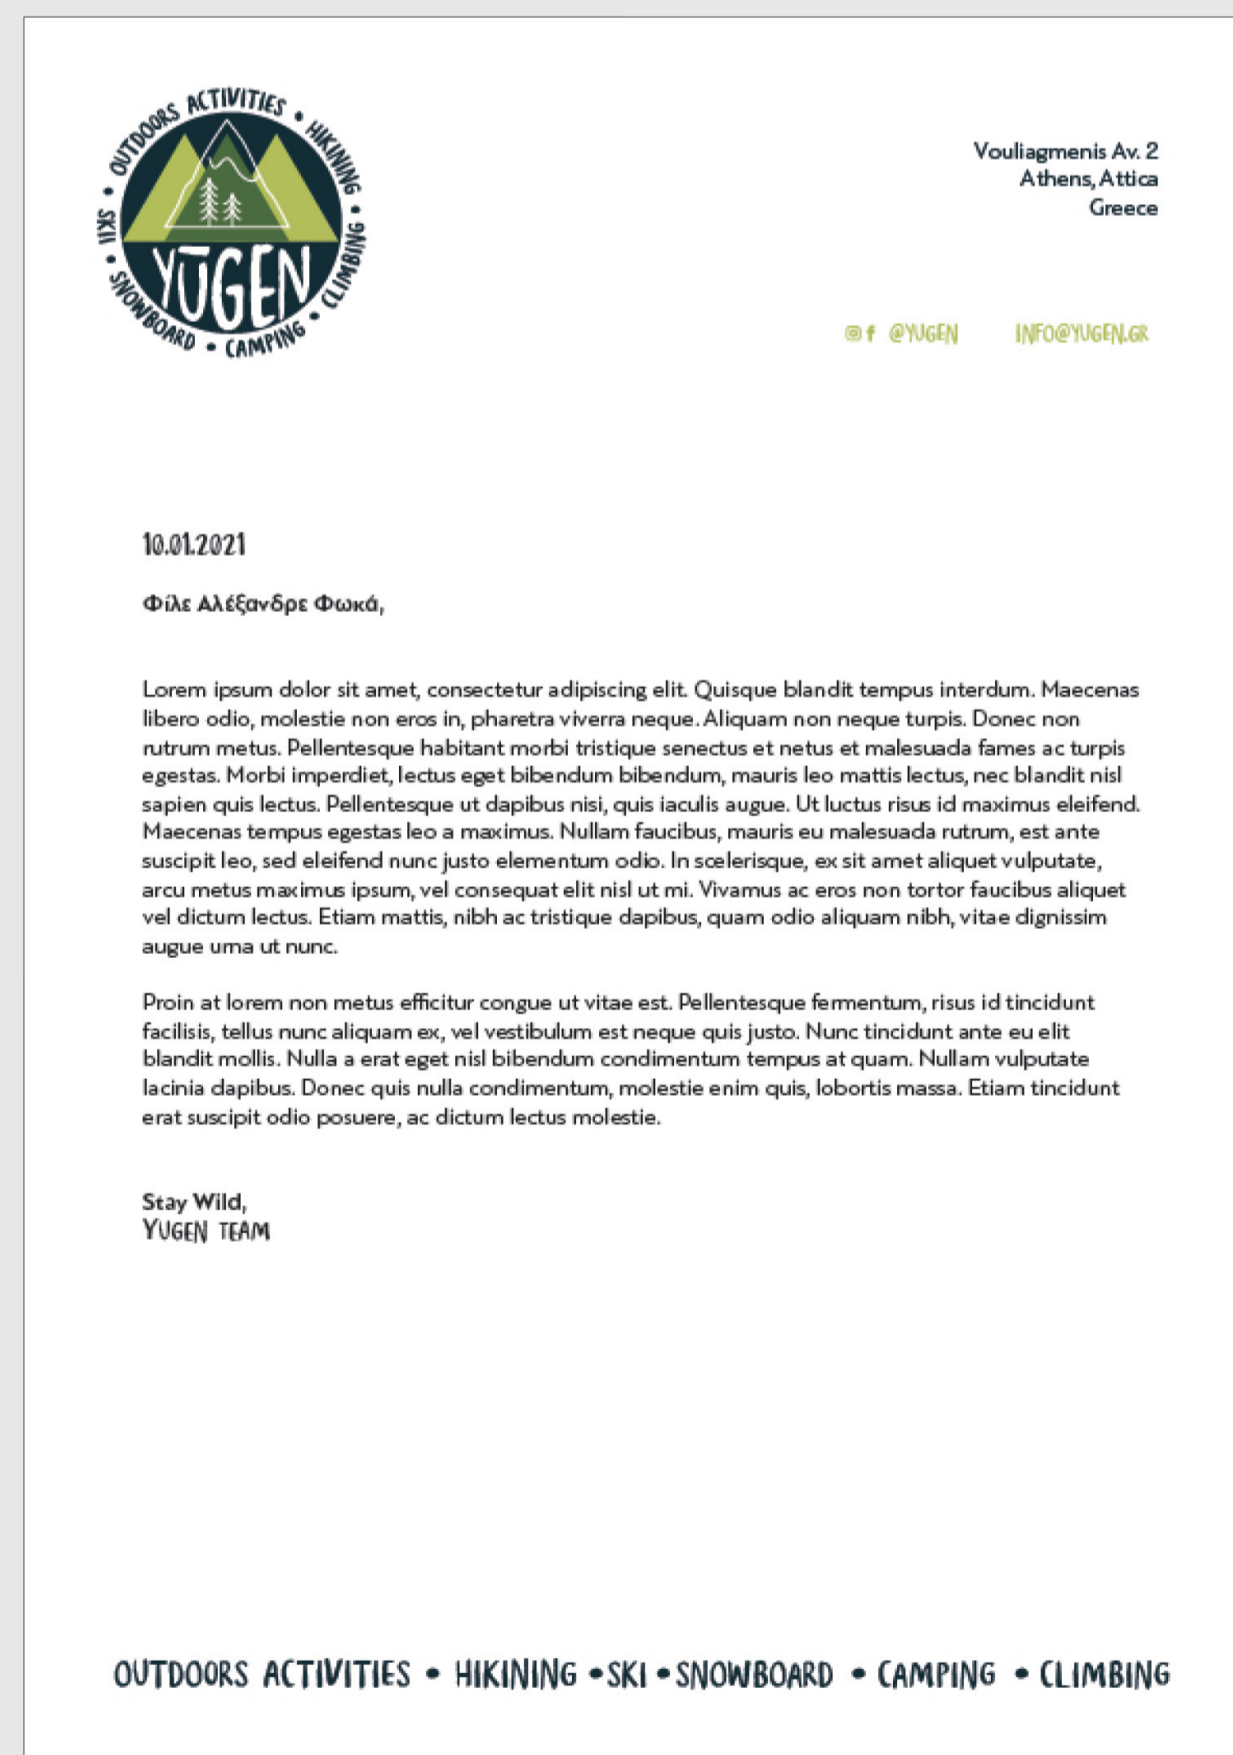 OUTDOORS ACTIVITIES • HIKINING • CLIMBING • CAMPING • SNOWBOARD • SKII •
YŪGEN
Vouliagmenis Av. 2
Athens, Attica
Greece
@YUGEN INFO@YUGEN.GR
10.01.2021
Φίλε Αλέξανδρε Φωκά,
Lorem ipsum dolor sit amet, consectetur adipiscing elit. Quisque blandit tempus interdum. Maecenas
libero odio, molestie non eros in, pharetra viverra neque. Aliquam non neque turpis. Donec non
rutrum metus. Pellentesque habitant morbi tristique senectus et netus et malesuada fames ac turpis
egestas. Morbi imperdiet, lectus eget bibendum bibendum, mauris leo mattis lectus, nec blandit nisl
sapien quis lectus. Pellentesque ut dapibus nisi, quis iaculis augue. Ut luctus risus id maximus eleifend.
Maecenas tempus egestas leo a maximus. Nullam faucibus, mauris eu malesuada rutrum, est ante
suscipit leo, sed eleifend nunc justo elementum odio. In scelerisque, ex sit amet aliquet vulputate,
arcu metus maximus ipsum, vel consequat elit nisl ut mi. Vivamus ac eros non tortor faucibus aliquet
vel dictum lectus. Etiam mattis, nibh ac tristique dapibus, quam odio aliquam nibh, vitae dignissim
augue urna ut nunc.
Proin at lorem non metus efficitur congue ut vitae est. Pellentesque fermentum, risus id tincidunt
facilisis, tellus nunc aliquam ex, vel vestibulum est neque quis justo. Nunc tincidunt ante eu elit
blandit mollis. Nulla a erat eget nisl bibendum condimentum tempus at quam. Nullam vulputate
lacinia dapibus. Donec quis nulla condimentum, molestie enim quis, lobortis massa. Etiam tincidunt
erat suscipit odio posuere, ac dictum lectus molestie.
Stay Wild,
YUGEN TEAM
OUTDOORS ACTIVITIES • HIKINING • SKI • SNOWBOARD • CAMPING • CLIMBING